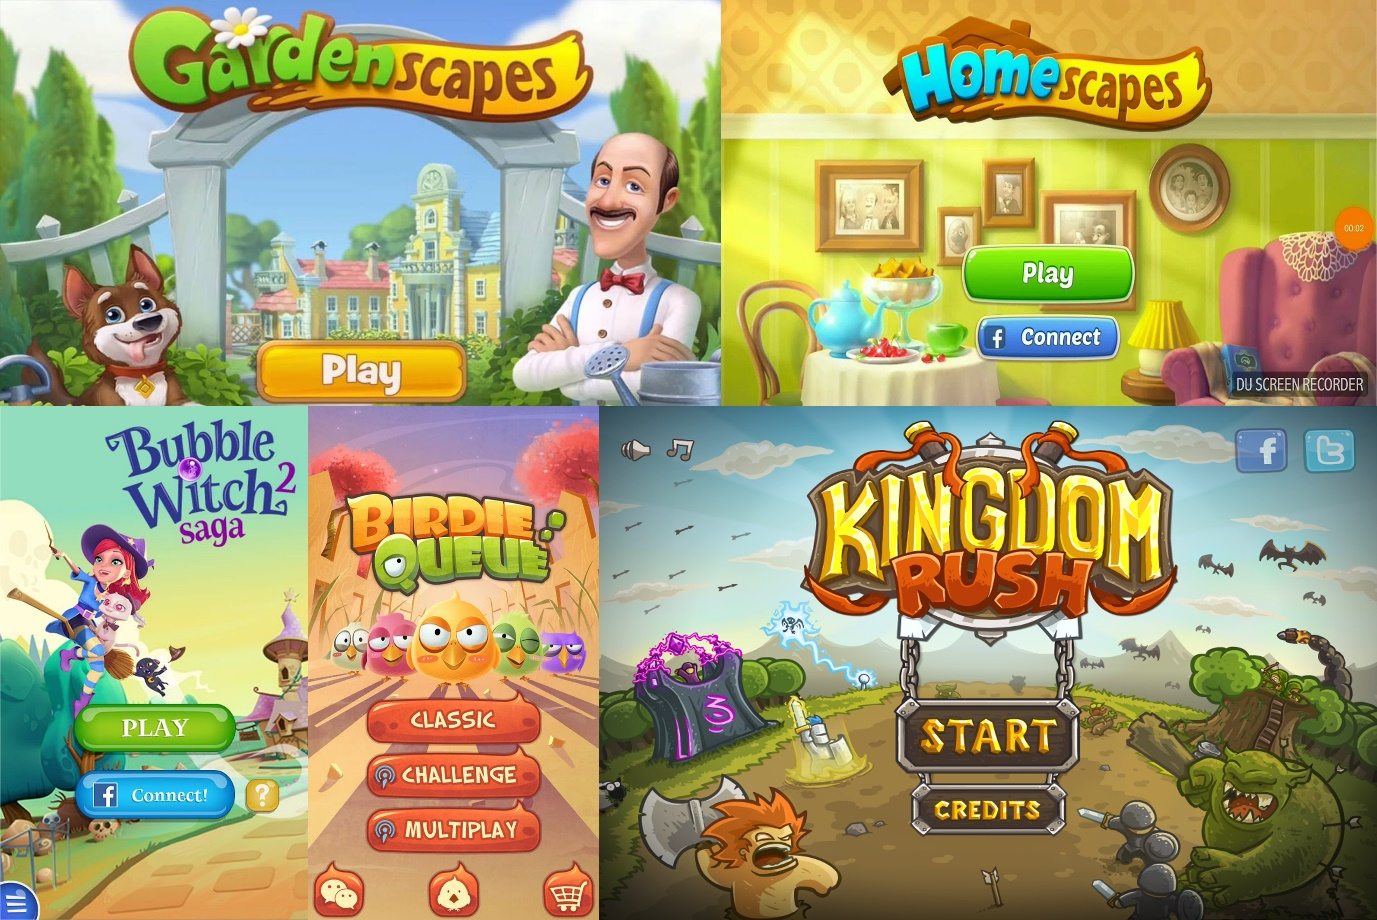 Gardenscapes
Play
Homescapes
00:02
Play
f Connect
DU SCREEN RECORDER
Bubble
Witch 2
saga
PLAY
f Connect!
?
BIRDIE
QUEUE
CLASSIC
CHALLENGE
MULTIPLAY
KINGDOM
RUSH
START
CREDITS